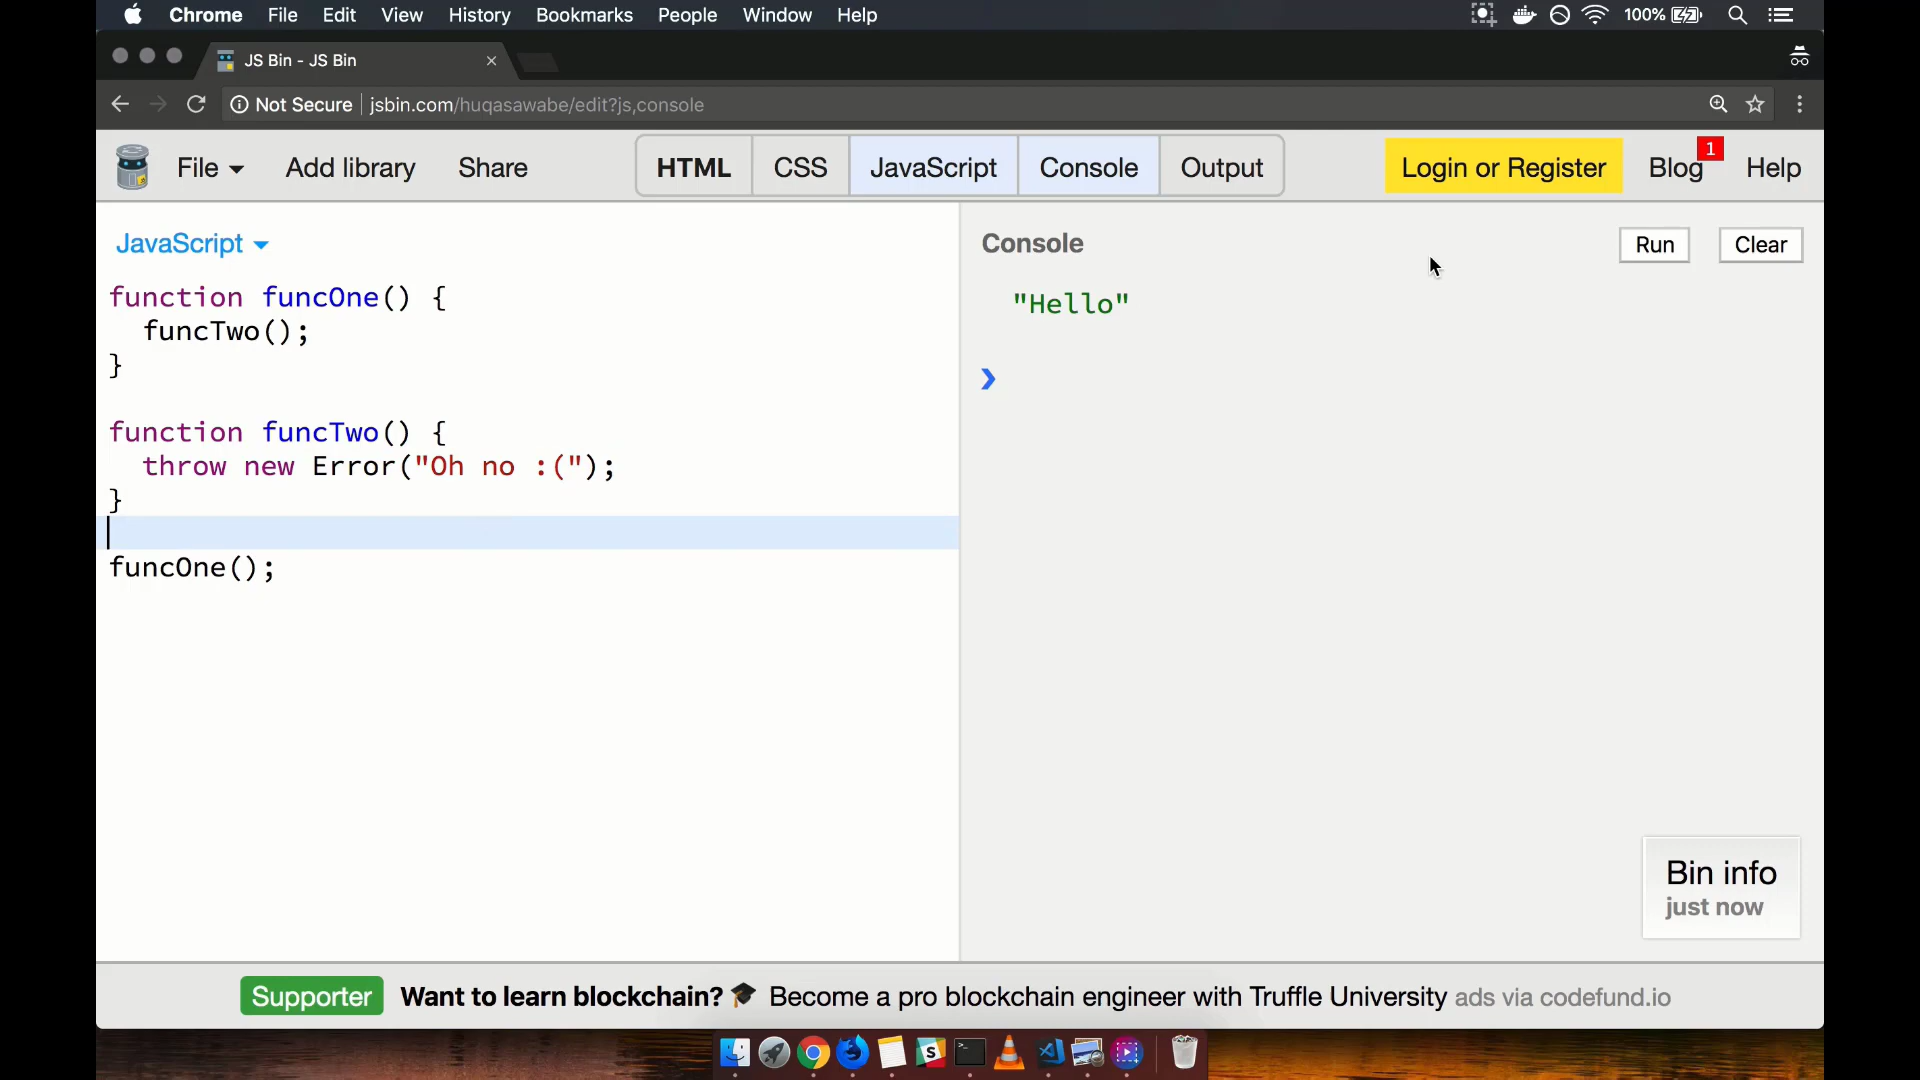 Chrome File Edit View History Bookmarks People Window Help 100%
JS Bin - JS Bin
Not Secure jsbin.com/huqasawabe/edit?js,console
File Add library Share HTML CSS JavaScript Console Output Login or Register Blog 1 Help
JavaScript
function funcOne() {
funcTwo();
}
function funcTwo() {
throw new Error("Oh no :(");
}
funcOne();
Console Run Clear
"Hello"
Bin info
just now
Supporter Want to learn blockchain? 🎓 Become a pro blockchain engineer with Truffle University ads via codefund.io